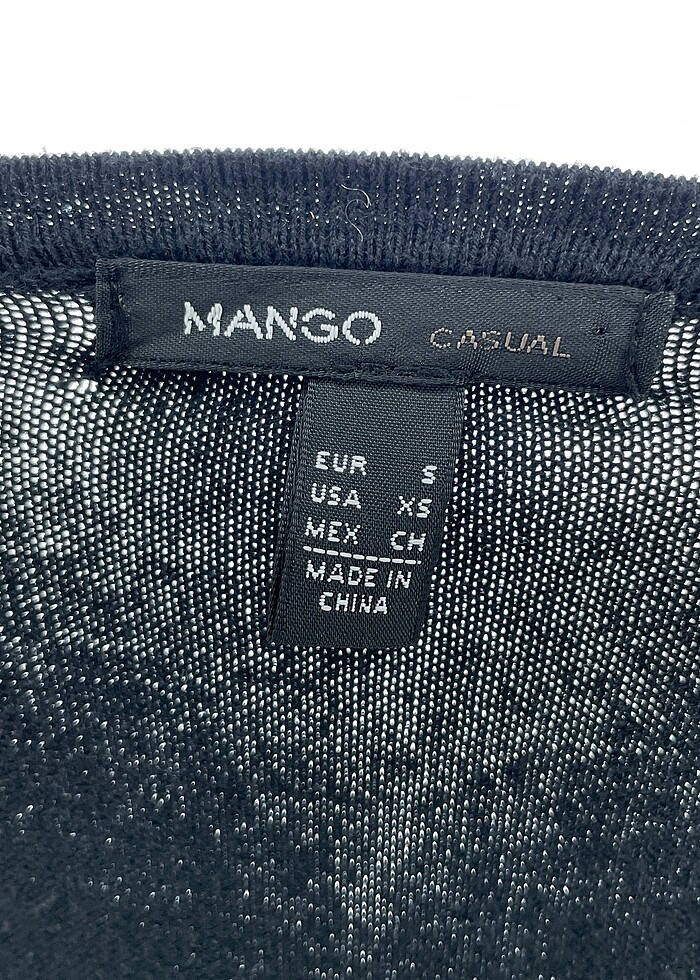 MANGO CASUAL
EUR S
USA XS
MEX CH
MADE IN
CHINA